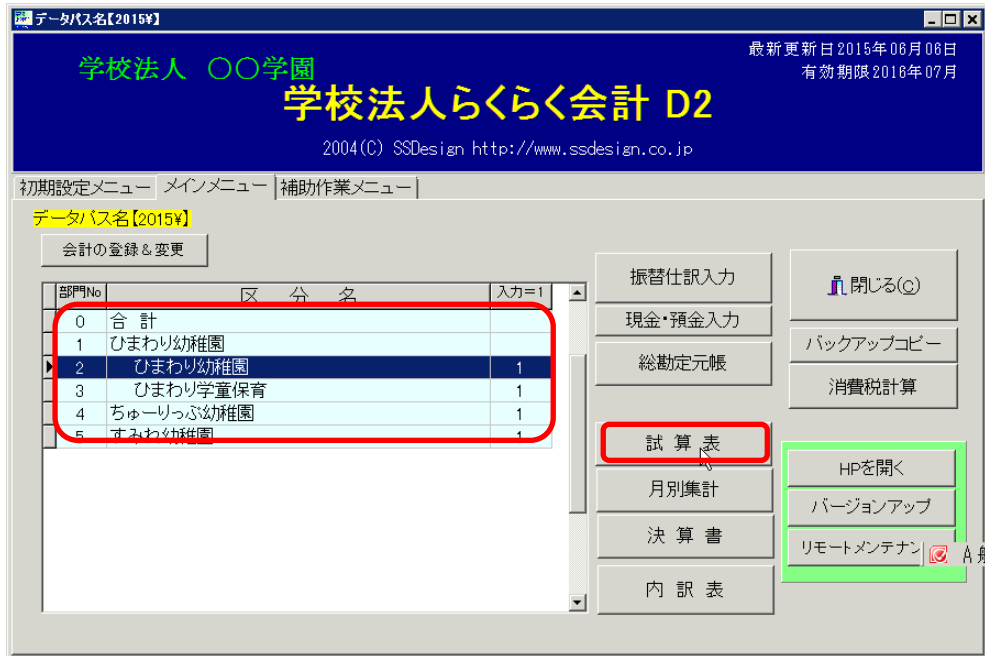 データパス名【2015¥】
最新更新日2015年06月06日
学校法人 〇〇学園
有効期限2016年07月
学校法人らくらく会計 D2
2004(C) SSDesign http://www.ssdesign.co.jp
初期設定メニュー メインメニュー 補助作業メニュー
データパス名【2015¥】
会計の登録＆変更
部門No 区 分 名 入力＝1
0 合 計
1 ひまわり幼稚園
2 ひまわり幼稚園 1
3 ひまわり学童保育 1
4 ちゅーりっぷ幼稚園 1
5 すみれ幼稚園 1
振替仕訳入力
現金･預金入力
総勘定元帳
試 算 表
月別集計
決 算 書
内 訳 表
閉じる(C)
バックアップコピー
消費税計算
HPを開く
バージョンアップ
リモートメンテナン
A 般